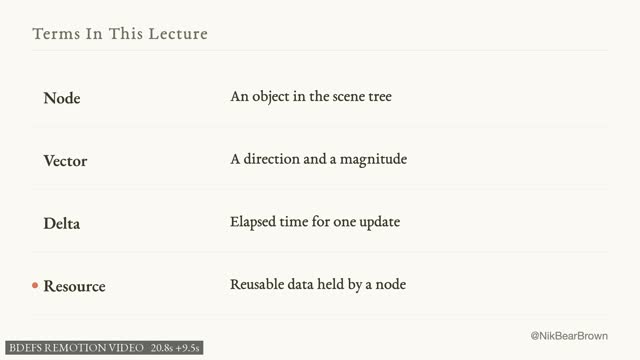 Terms In This Lecture
Node An object in the scene tree
Vector A direction and a magnitude
Delta Elapsed time for one update
Resource Reusable data held by a node
@NikBearBrown
BDEFS REMOTION VIDEO 20.8s +9.5s